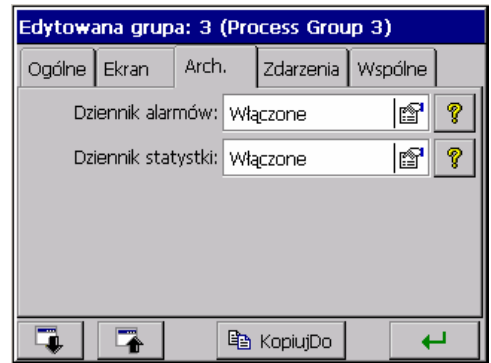 Edytowana grupa: 3 (Process Group 3)
Ogólne Ekran Arch. Zdarzenia Wspólne
Dziennik alarmów: Włączone ?
Dziennik statystki: Włączone ?
KopiujDo